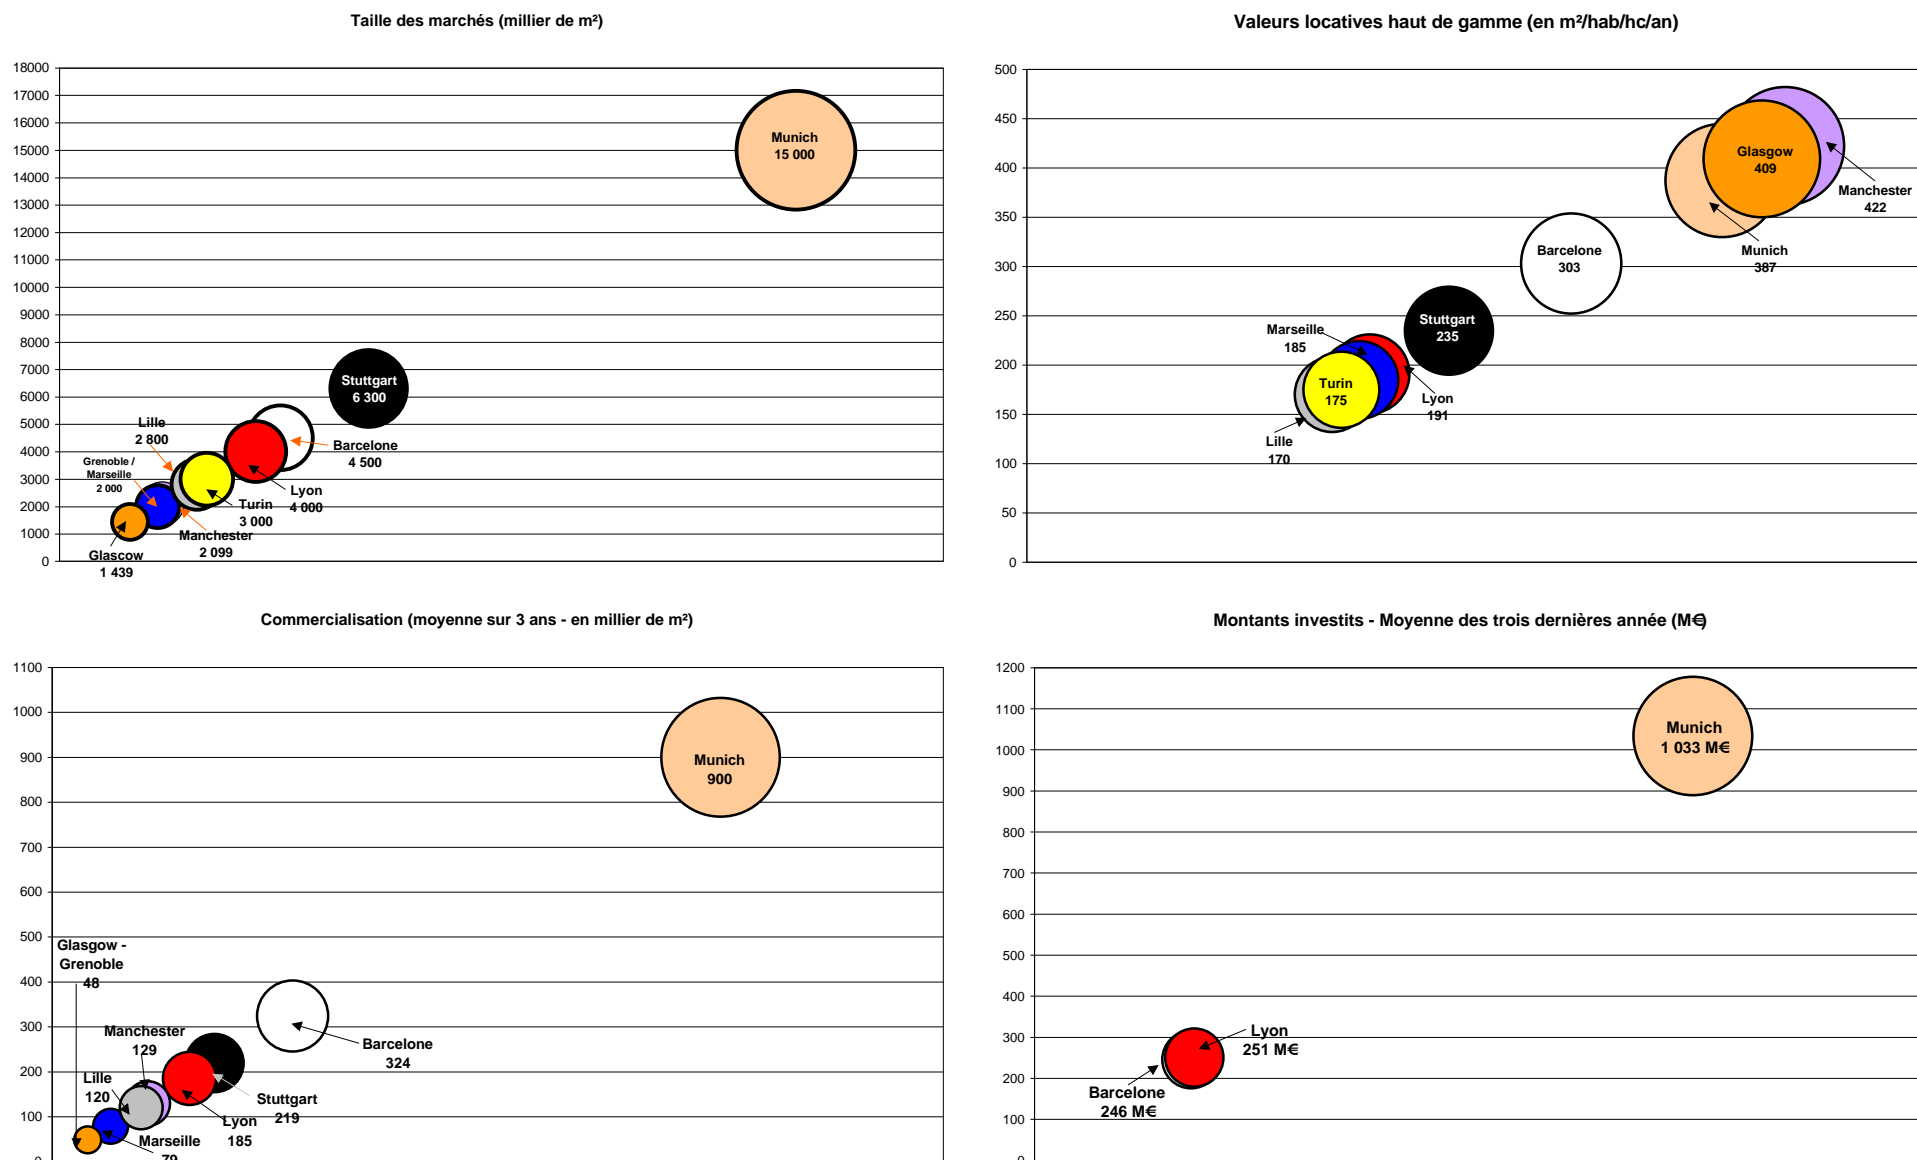 Taille des marchés (millier de m²)
18000
17000
16000
15000
14000
13000
12000
11000
10000
9000
8000
7000
6000
5000
4000
3000
2000
1000
0
Munich
15 000
Stuttgart
6 300
Lille
2 800
Barcelone
4 500
Grenoble /
Marseille
2 000
Lyon
4 000
Turin
3 000
Manchester
2 099
Glascow
1 439
Valeurs locatives haut de gamme (en m²/hab/hc/an)
500
450
400
350
300
250
200
150
100
50
0
Glasgow
409
Manchester
422
Munich
387
Barcelone
303
Stuttgart
235
Marseille
185
Turin
175
Lyon
191
Lille
170
Commercialisation (moyenne sur 3 ans - en millier de m²)
1100
1000
900
800
700
600
500
400
300
200
100
0
Munich
900
Glasgow -
Grenoble
48
Manchester
129
Barcelone
324
Lille
120
Stuttgart
219
Lyon
185
Marseille
79
Montants investits - Moyenne des trois dernières année (M€)
1200
1100
1000
900
800
700
600
500
400
300
200
100
0
Munich
1 033 M€
Lyon
251 M€
Barcelone
246 M€